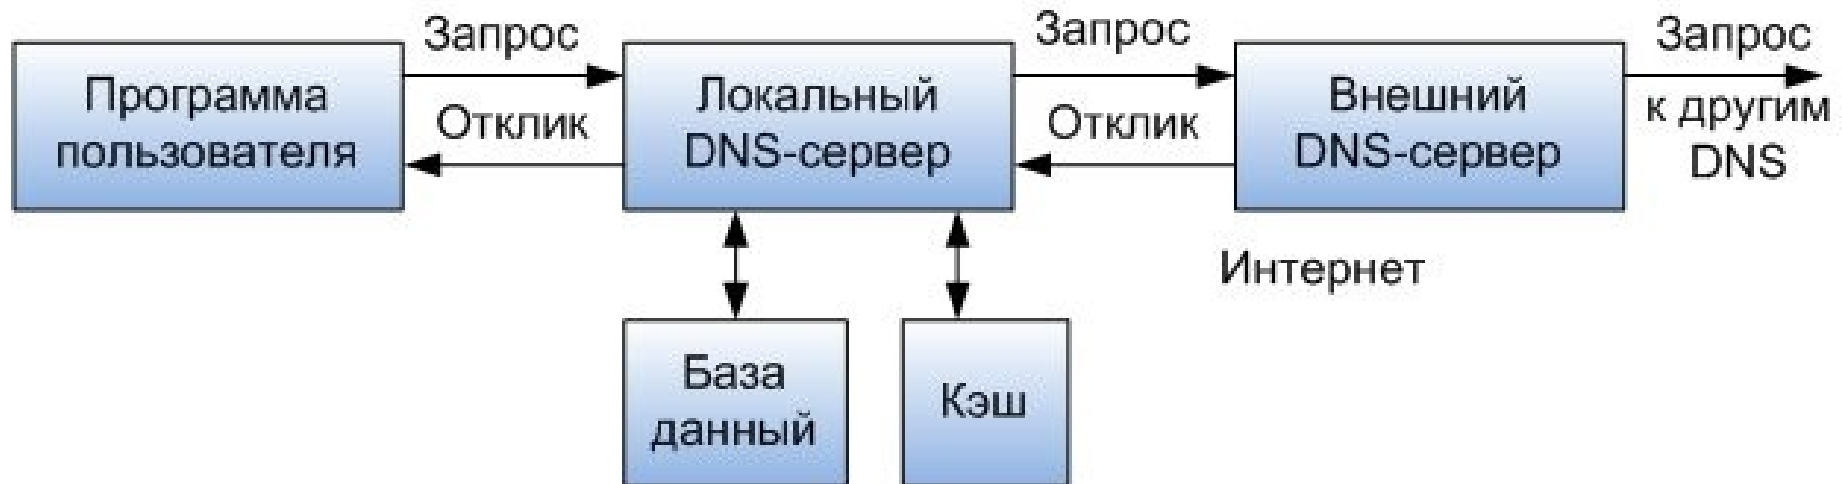 Запрос
Запрос
Запрос
Программа
пользователя
Отклик
Локальный
DNS-сервер
Отклик
Внешний
DNS-сервер
к другим
DNS
Интернет
База
данный
Кэш